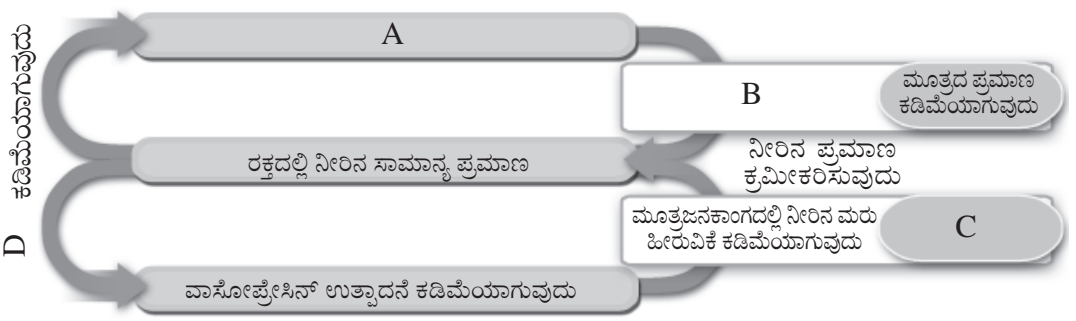 A
ಕಡಿಮೆಯಾಗುವುದು
B
ಮೂತ್ರದ ಪ್ರಮಾಣ
ಕಡಿಮೆಯಾಗುವುದು
ರಕ್ತದಲ್ಲಿ ನೀರಿನ ಸಾಮಾನ್ಯ ಪ್ರಮಾಣ
ನೀರಿನ ಪ್ರಮಾಣ
ಕ್ರಮೀಕರಿಸುವುದು
D
ಮೂತ್ರಜನಕಾಂಗದಲ್ಲಿ ನೀರಿನ ಮರು
ಹೀರುವಿಕೆ ಕಡಿಮೆಯಾಗುವುದು
C
ವಾಸೋಪ್ರೇಸಿನ್ ಉತ್ಪಾದನೆ ಕಡಿಮೆಯಾಗುವುದು